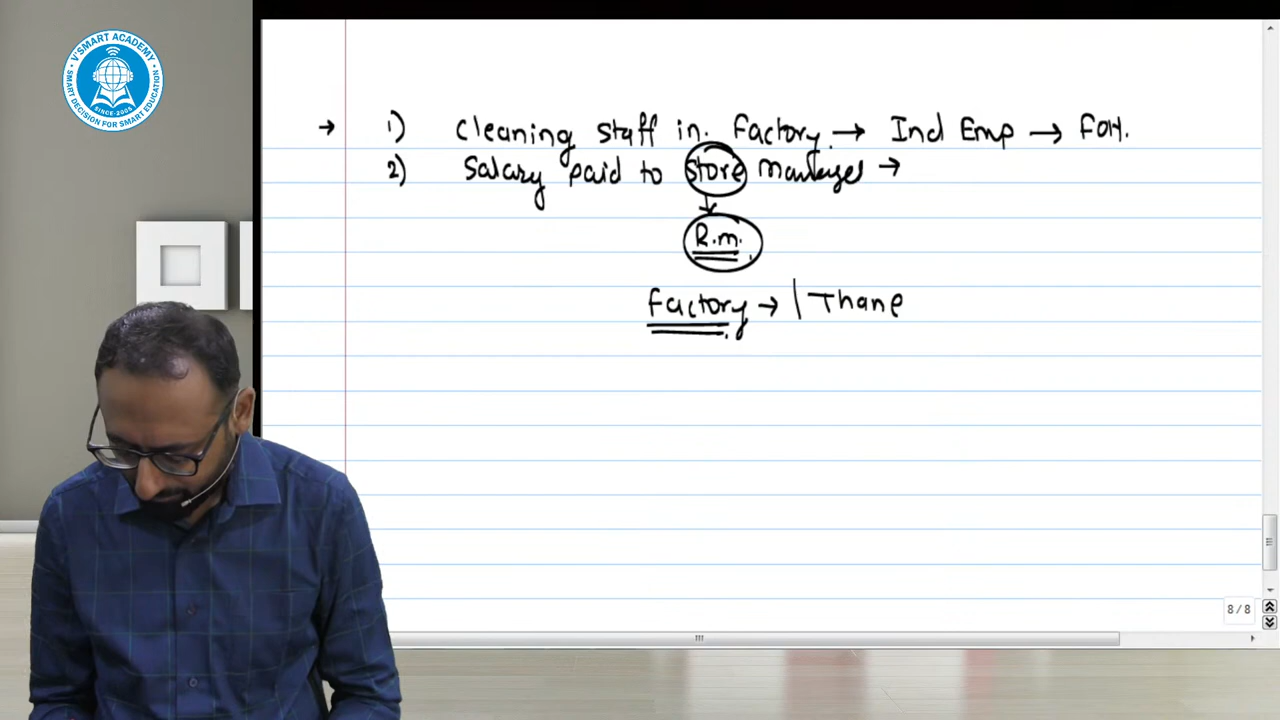 V'SMART ACADEMY
SMART DECISION FOR SMART EDUCATION
SINCE-2005
→ 1) Cleaning staff in. Factory. → Ind Emp → FOH.
2) Salary paid to store Manager →
R.m.
Factory → | Thane
8/8